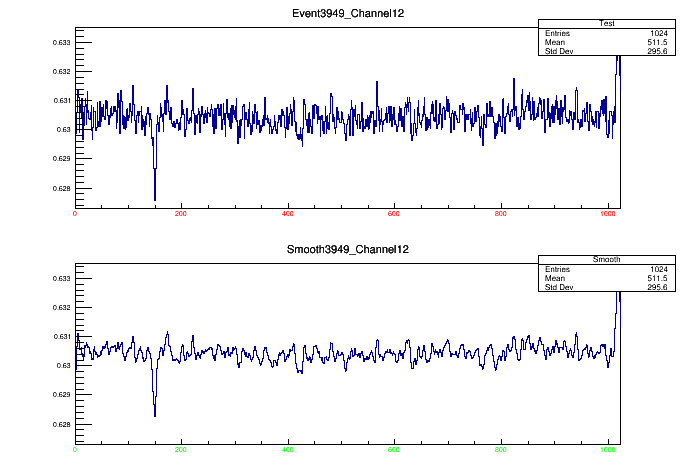 Event3949_Channel12
Test
Entries 1024
Mean 511.5
Std Dev 295.6
0.633
0.632
0.631
0.63
0.629
0.628
0 200 400 600 800 1000
Smooth3949_Channel12
Smooth
Entries 1024
Mean 511.5
Std Dev 295.6
0.633
0.632
0.631
0.63
0.629
0.628
0 200 400 600 800 1000